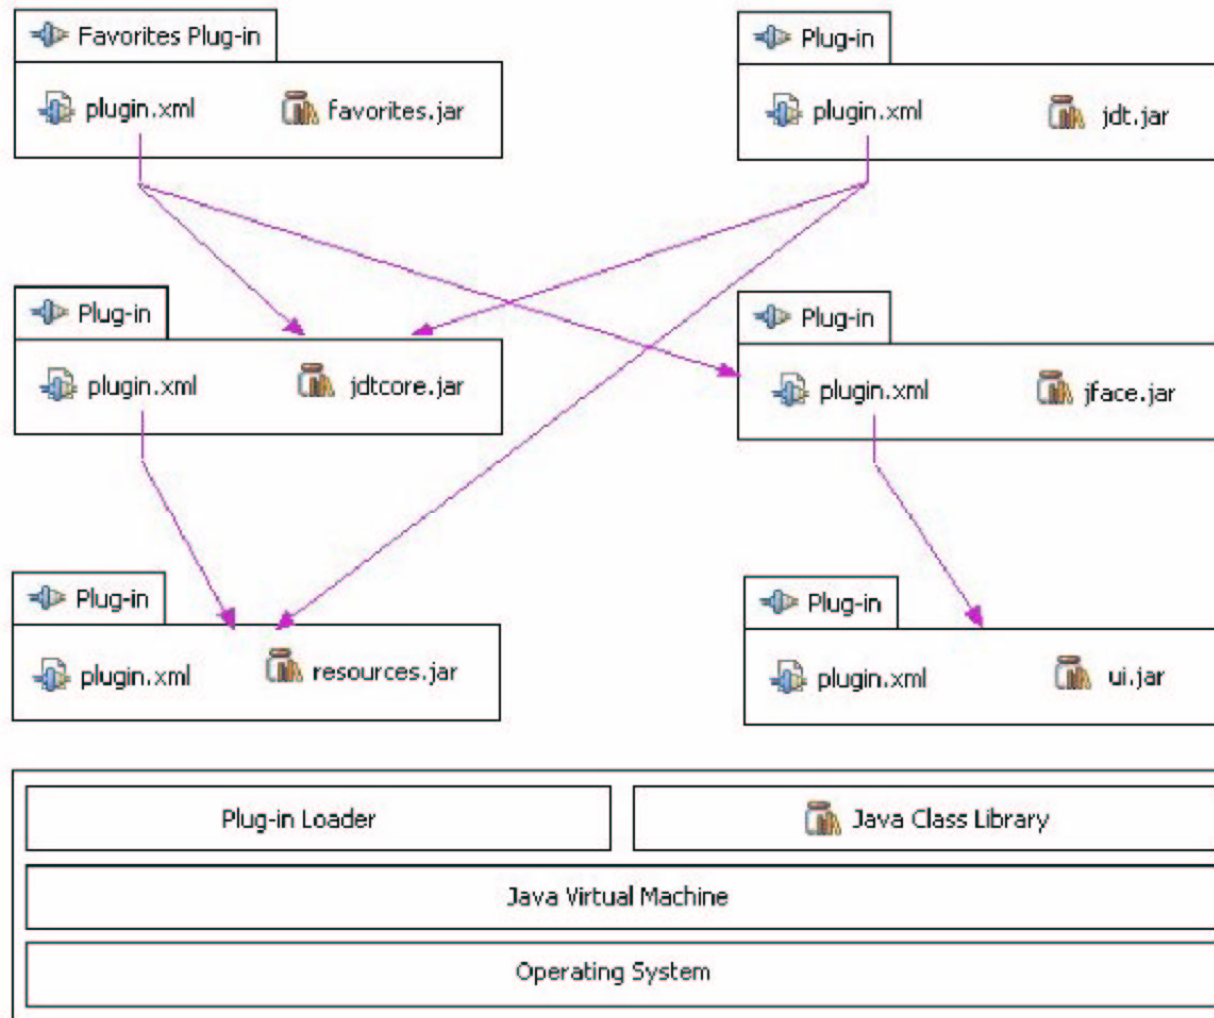 Favorites Plug-in
plugin.xml favorites.jar
Plug-in
plugin.xml jdt.jar
Plug-in
plugin.xml jdtcore.jar
Plug-in
plugin.xml jface.jar
Plug-in
plugin.xml resources.jar
Plug-in
plugin.xml ui.jar
Plug-in Loader
Java Class Library
Java Virtual Machine
Operating System